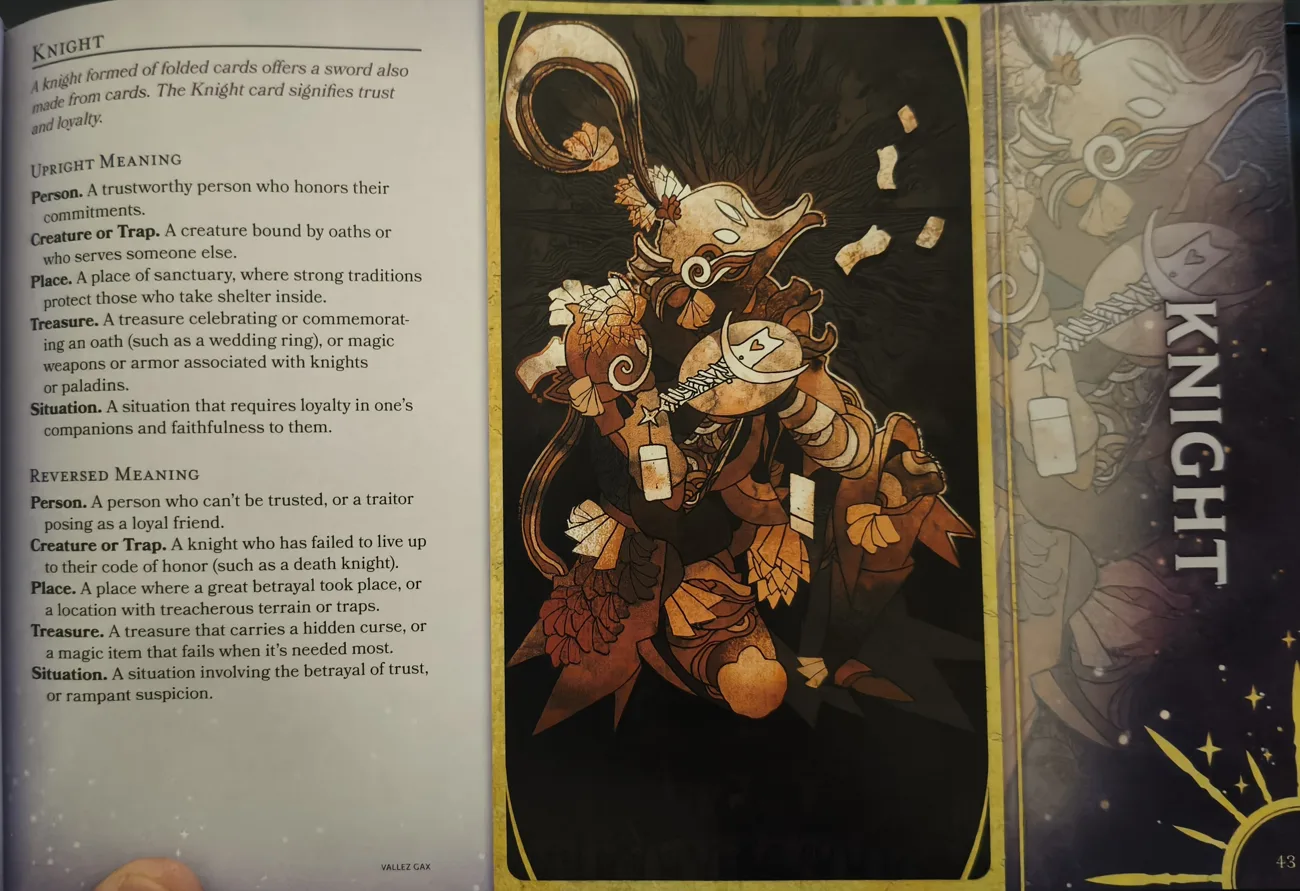 KNIGHT
A knight formed of folded cards offers a sword also
made from cards. The Knight card signifies trust
and loyalty.
UPRIGHT MEANING
Person. A trustworthy person who honors their
commitments.
Creature or Trap. A creature bound by oaths or
who serves someone else.
Place. A place of sanctuary, where strong traditions
protect those who take shelter inside.
Treasure. A treasure celebrating or commemorat-
ing an oath (such as a wedding ring), or magic
weapons or armor associated with knights
or paladins.
Situation. A situation that requires loyalty in one's
companions and faithfulness to them.
REVERSED MEANING
Person. A person who can't be trusted, or a traitor
posing as a loyal friend.
Creature or Trap. A knight who has failed to live up
to their code of honor (such as a death knight).
Place. A place where a great betrayal took place, or
a location with treacherous terrain or traps.
Treasure. A treasure that carries a hidden curse, or
a magic item that fails when it's needed most.
Situation. A situation involving the betrayal of trust,
or rampant suspicion.
VALLEZ GAX
KNIGHT
43